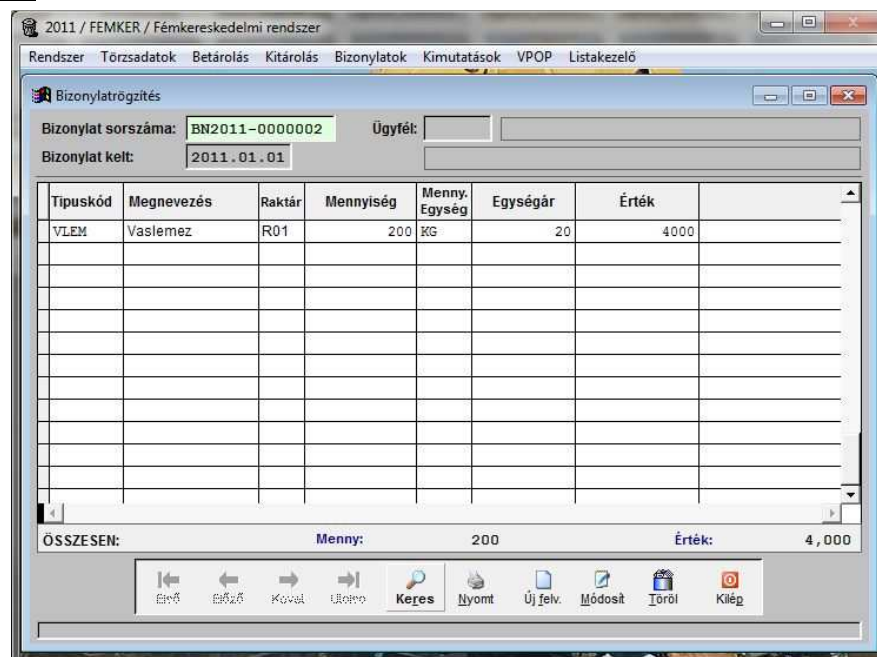 2011 / FEMKER / Fémkereskedelmi rendszer
Rendszer Törzsadatok Betárolás Kitárolás Bizonylatok Kimutatások VPOP Listakezelő
Bizonylatrögzítés
Bizonylat sorszáma: BN2011-0000002 Ügyfél:
Bizonylat kelt: 2011.01.01
Tipuskód Megnevezés Raktár Mennyiség Menny. Egység Egységár Érték
VLEM Vaslemez R01 200 KG 20 4000
ÖSSZESEN: Menny: 200 Érték: 4,000
Első Előző Követ. Utolsó Keres Nyomt Új felv. Módosít Töröl Kilép